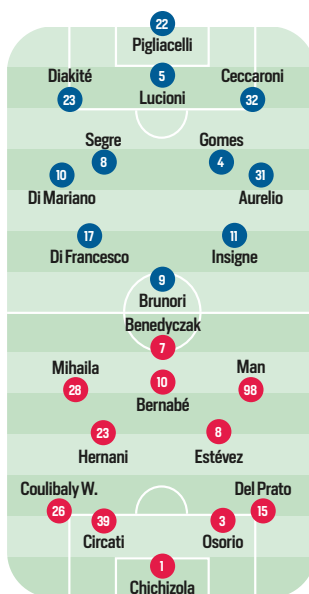 22
Pigliacelli
Diakité
5
Ceccaroni
23
Lucioni
32
Segre
Gomes
8
4
10
31
Di Mariano
Aurelio
17
11
Di Francesco
Insigne
9
Brunori
Benedyczak
7
Mihaila
Man
28
10
98
Bernabé
23
8
Hernani
Estévez
Coulibaly W.
Del Prato
26
39
3
15
Circati
Osorio
1
Chichizola